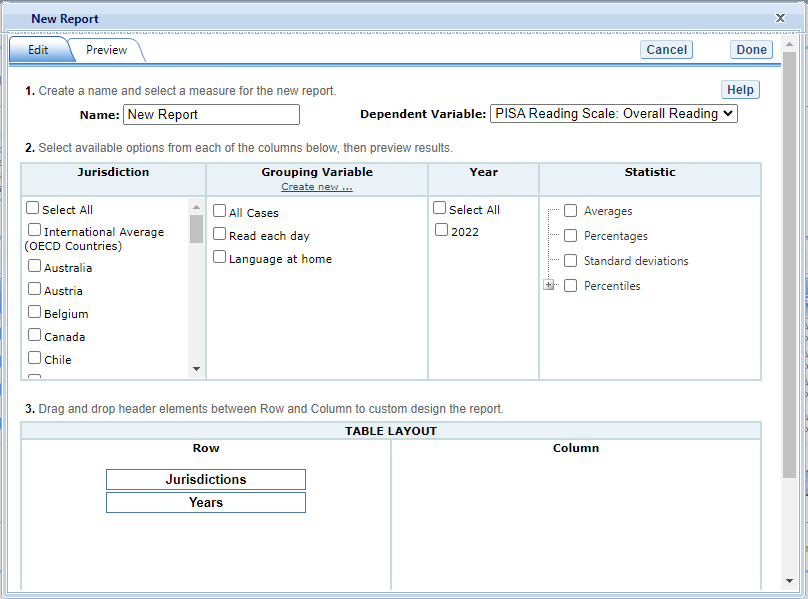 New Report
Edit
Preview
Cancel
Done
1. Create a name and select a measure for the new report.
Help
Name: New Report
Dependent Variable: PISA Reading Scale: Overall Reading
2. Select available options from each of the columns below, then preview results.
Jurisdiction
Grouping Variable
Create new ...
Year
Statistic
Select All
International Average
(OECD Countries)
Australia
Austria
Belgium
Canada
Chile
All Cases
Read each day
Language at home
Select All
2022
Averages
Percentages
Standard deviations
Percentiles
3. Drag and drop header elements between Row and Column to custom design the report.
TABLE LAYOUT
Row
Column
Jurisdictions
Years